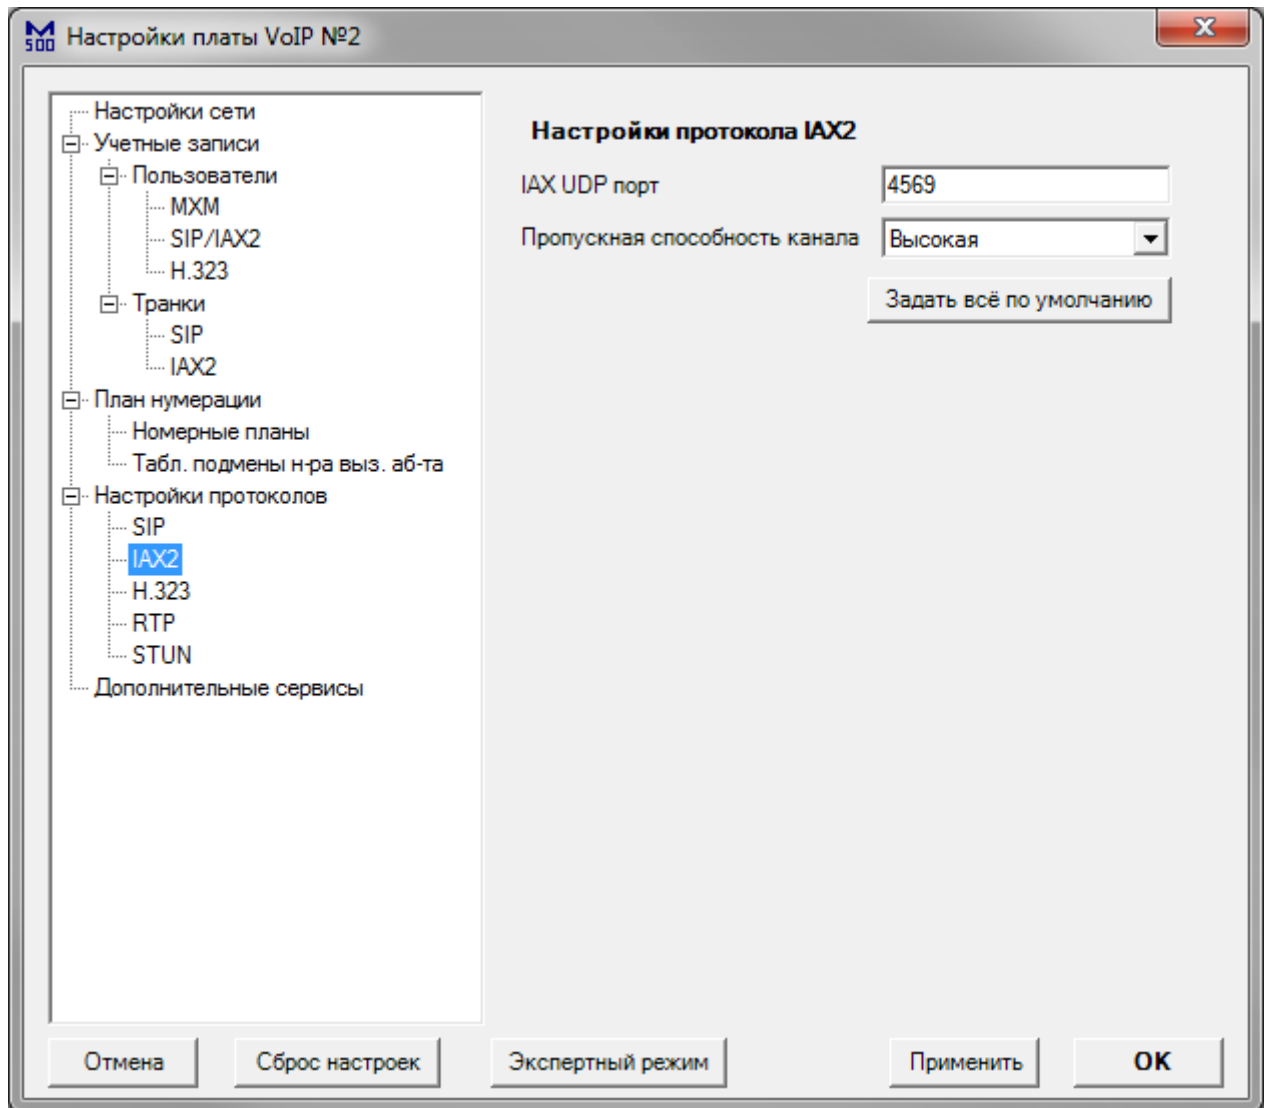 M
500
Настройки платы VoIP №2
X
Настройки сети
Учетные записи
Пользователи
MXM
SIP/IAX2
H.323
Транки
SIP
IAX2
План нумерации
Номерные планы
Табл. подмены н-ра выз. аб-та
Настройки протоколов
SIP
IAX2
H.323
RTP
STUN
Дополнительные сервисы
Настройки протокола IAX2
IAX UDP порт
4569
Пропускная способность канала
Высокая
Задать всё по умолчанию
Отмена
Сброс настроек
Экспертный режим
Применить
OK